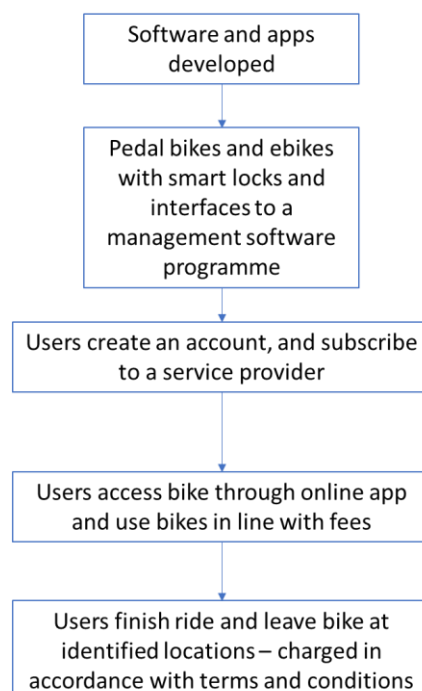 Software and apps
developed
Pedal bikes and ebikes
with smart locks and
interfaces to a
management software
programme
Users create an account, and subscribe
to a service provider
Users access bike through online app
and use bikes in line with fees
Users finish ride and leave bike at
identified locations – charged in
accordance with terms and conditions